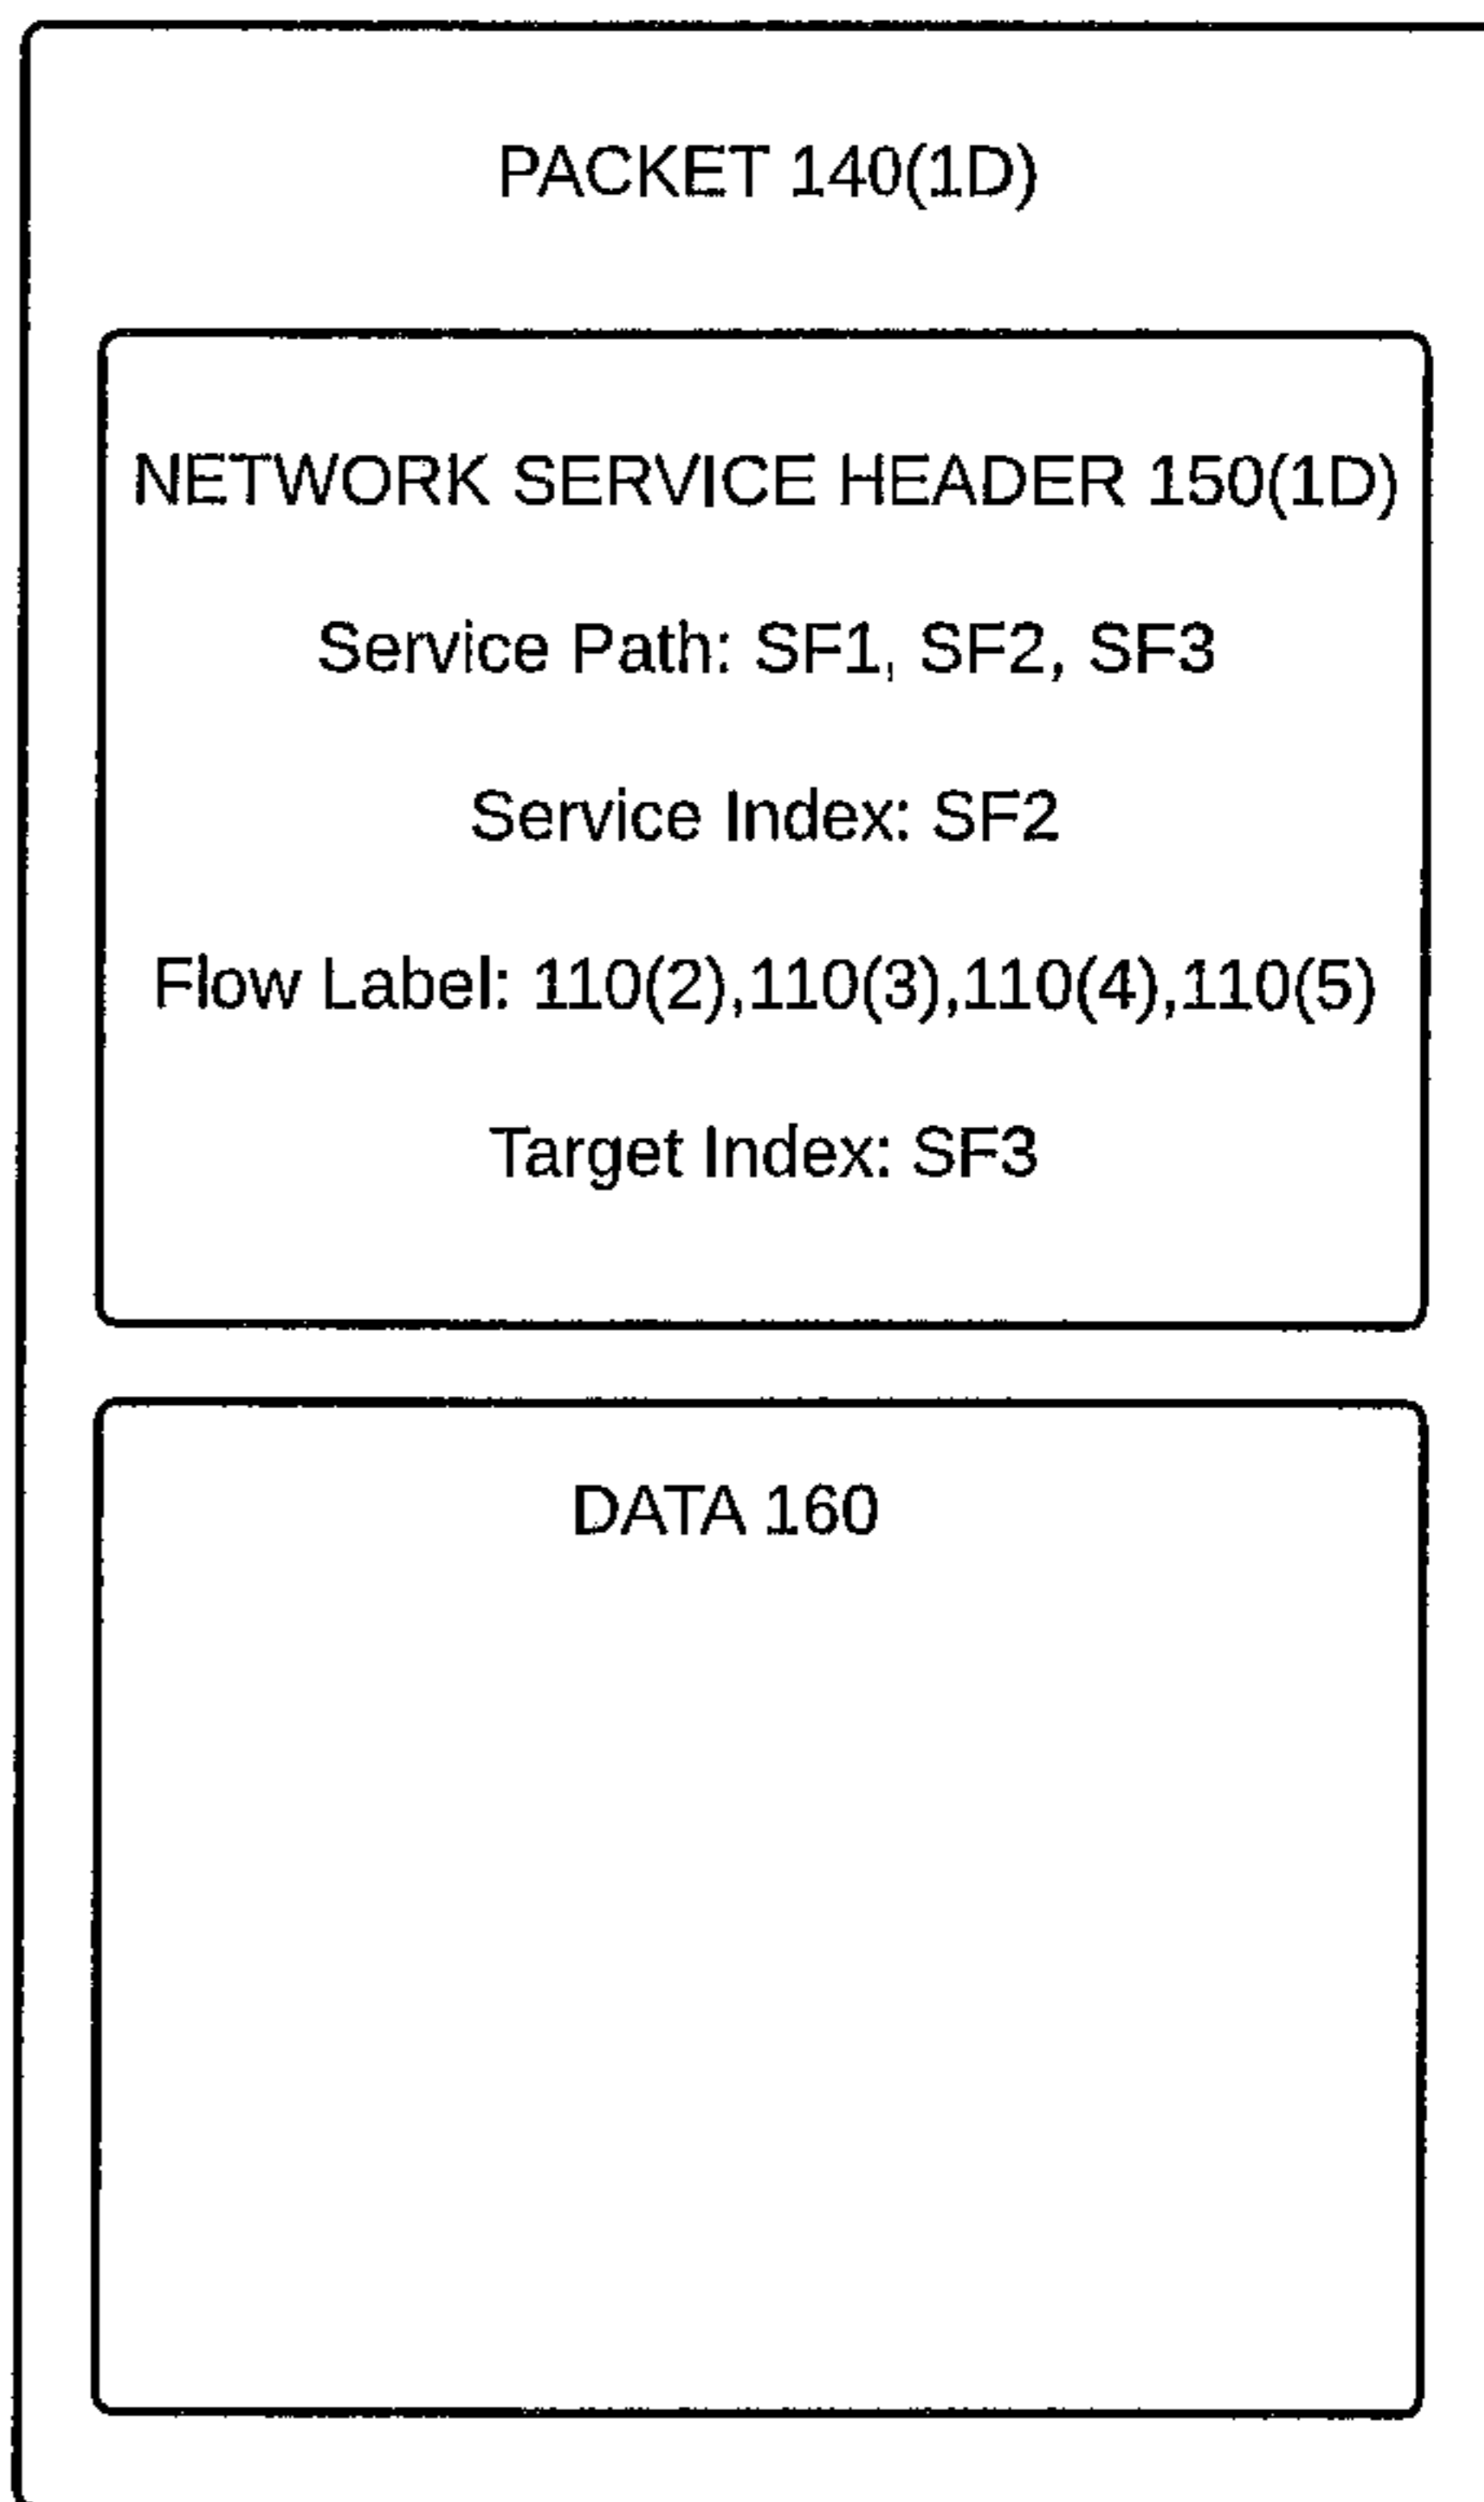 PACKET 140(1D)
NETWORK SERVICE HEADER 150(1D)
Service Path: SF1, SF2, SF3
Service Index: SF2
Flow Label: 110(2),110(3),110(4),110(5)
Target Index: SF3
DATA 160